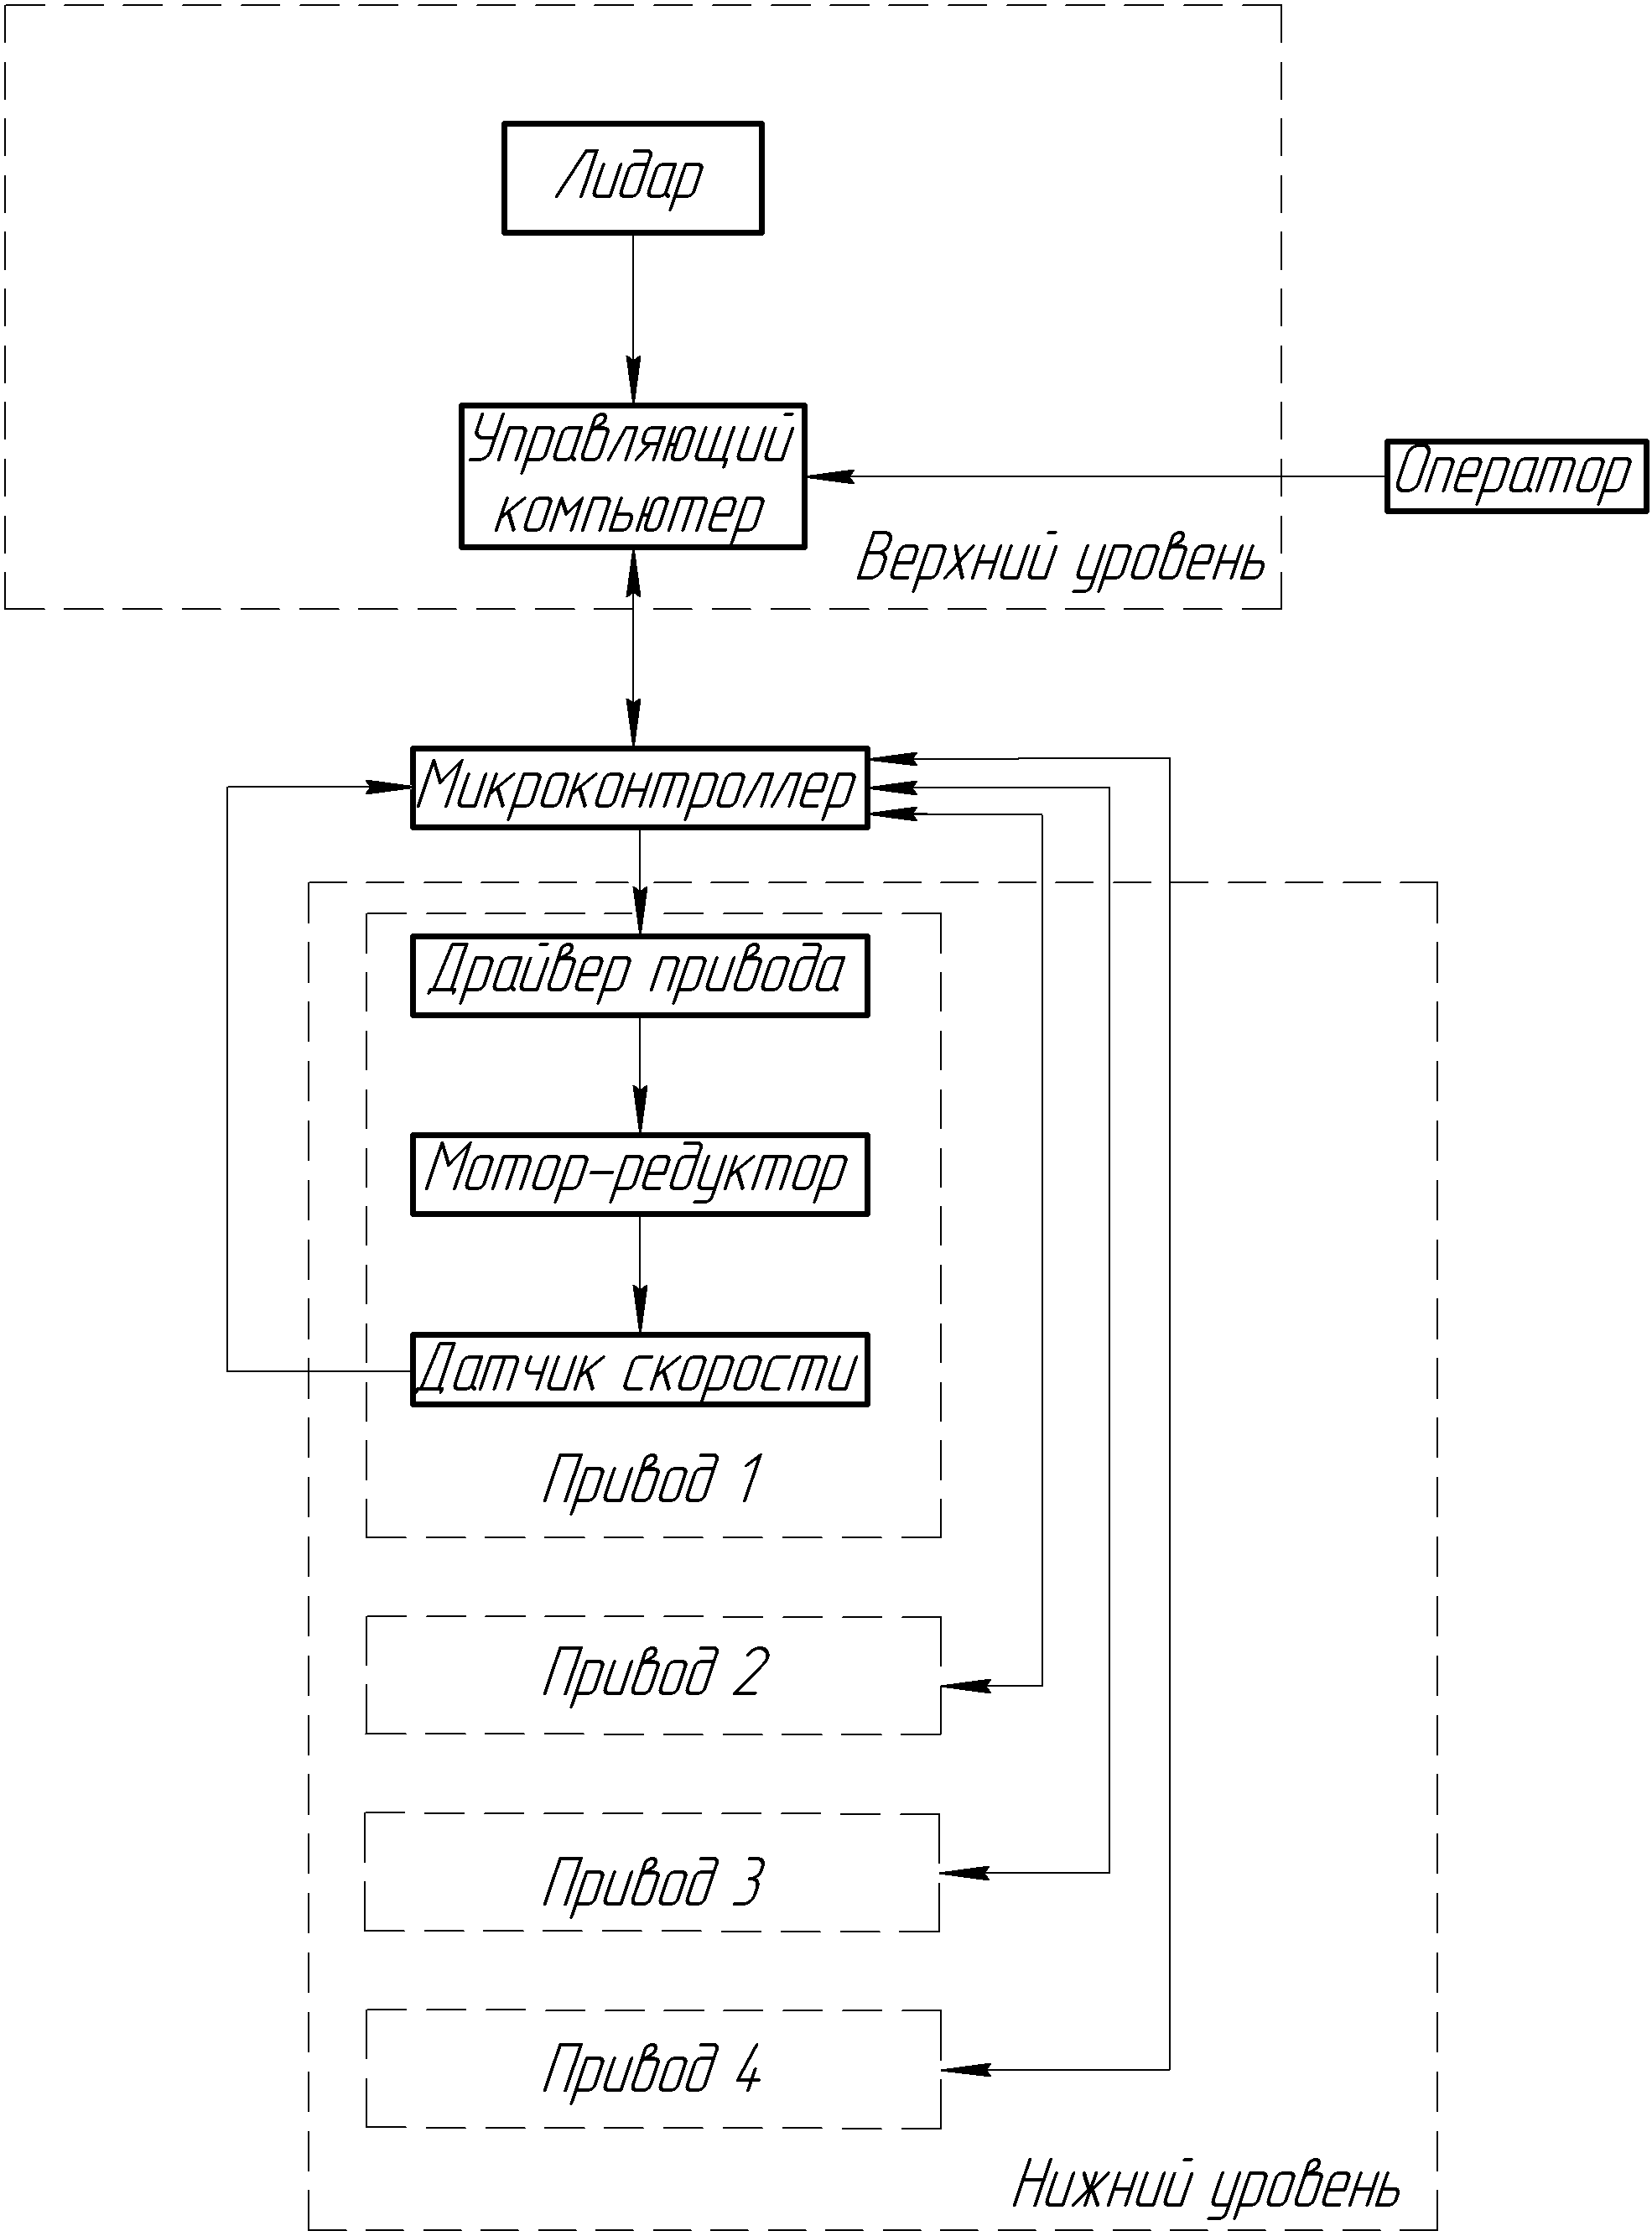 Лидар
Управляющий
компьютер
Оператор
Верхний уровень
Микроконтроллер
Драйвер привода
Мотор-редуктор
Датчик скорости
Привод 1
Привод 2
Привод 3
Привод 4
Нижний уровень